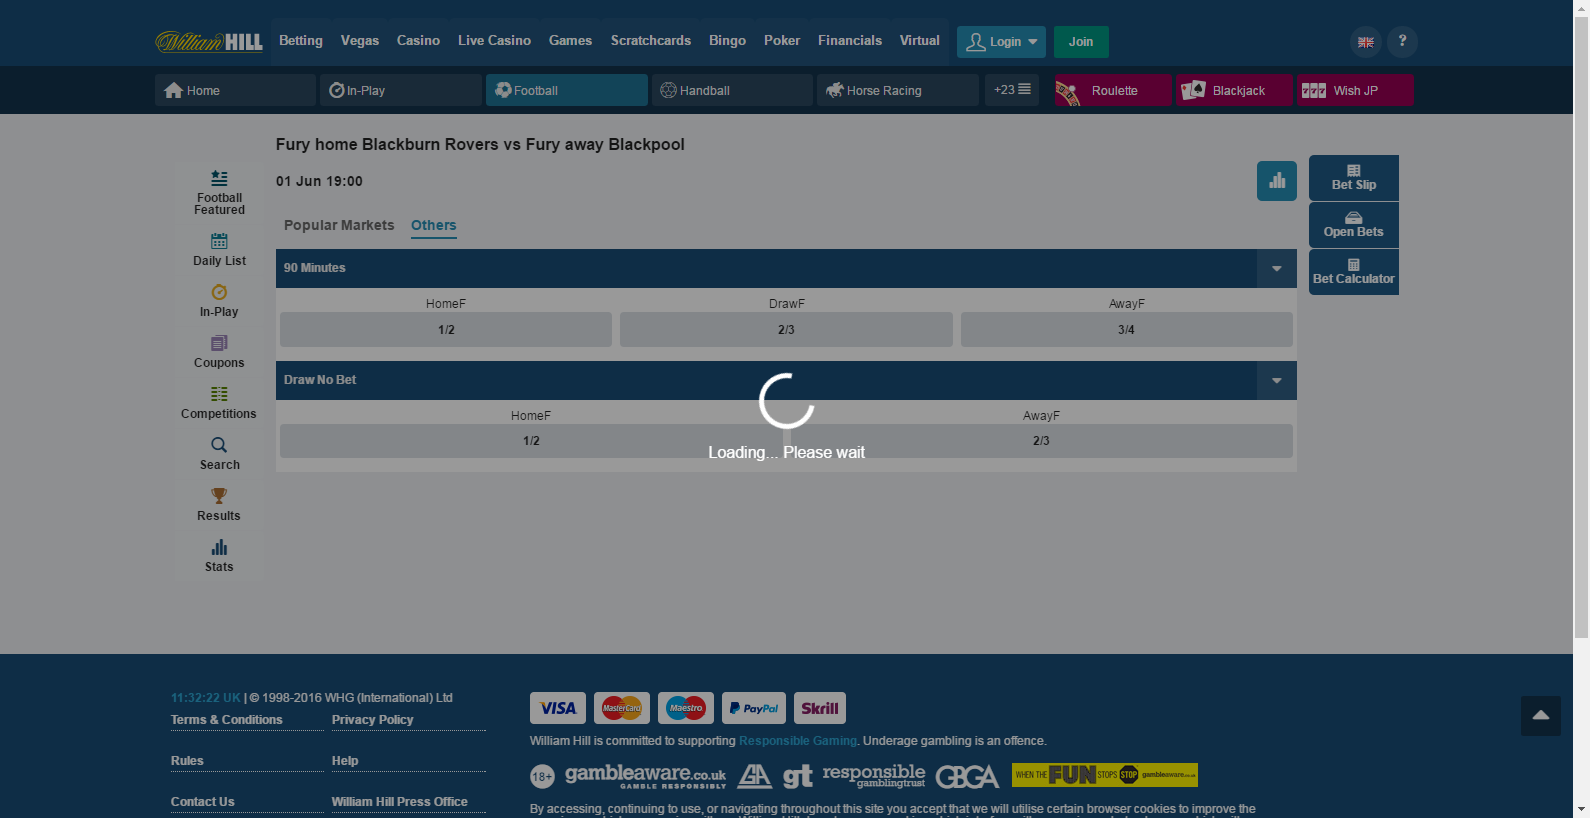 William HILL
Betting Vegas Casino Live Casino Games Scratchcards Bingo Poker Financials Virtual Login Join ?
Home In-Play Football Handball Horse Racing +23 Roulette Blackjack 777 Wish JP
Fury home Blackburn Rovers vs Fury away Blackpool
01 Jun 19:00
Popular Markets Others
90 Minutes
HomeF DrawF AwayF
1/2 2/3 3/4
Draw No Bet
HomeF AwayF
1/2 2/3
Loading... Please wait
Football
Featured
Daily List
In-Play
Coupons
Competitions
Search
Results
Stats
Bet Slip
Open Bets
Bet Calculator
11:32:22 UK | © 1998-2016 WHG (International) Ltd
Terms & Conditions Privacy Policy
Rules Help
Contact Us William Hill Press Office
VISA MasterCard Maestro PayPal Skrill
William Hill is committed to supporting Responsible Gaming. Underage gambling is an offence.
18+ gambleaware.co.uk GAMBLE RESPONSIBLY gt responsible gamblingtrust GBGA WHEN THE FUN STOPS STOP gambleaware.co.uk
By accessing, continuing to use, or navigating throughout this site you accept that we will utilise certain browser cookies to improve the